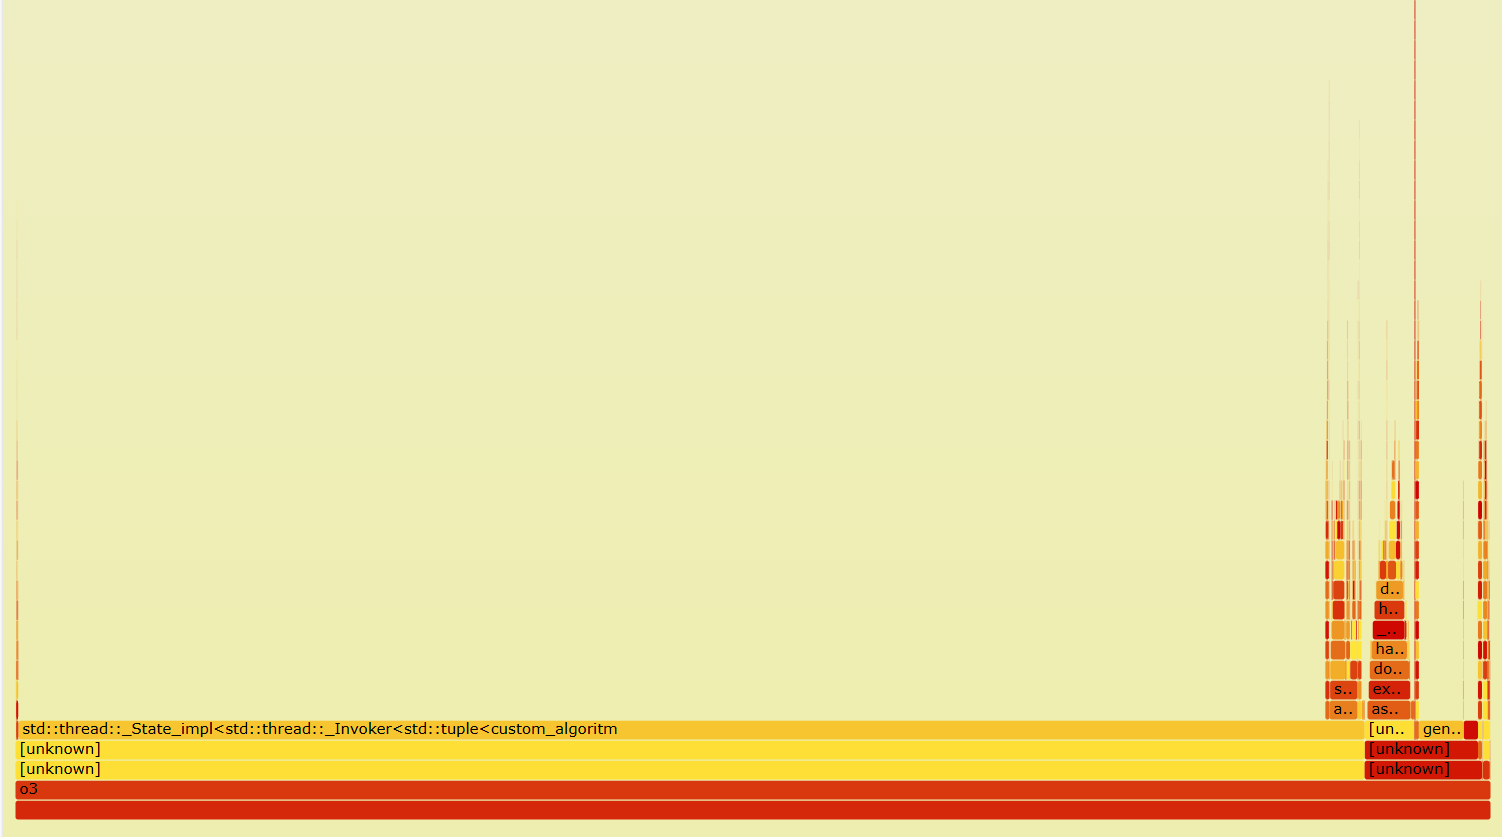 d..
h..
_..
ha..
do..
s.. ex..
a.. as..
std::thread::_State_impl<std::thread::_Invoker<std::tuple<custom_algoritm [un.. gen..
[unknown] [unknown]
[unknown] [unknown]
o3